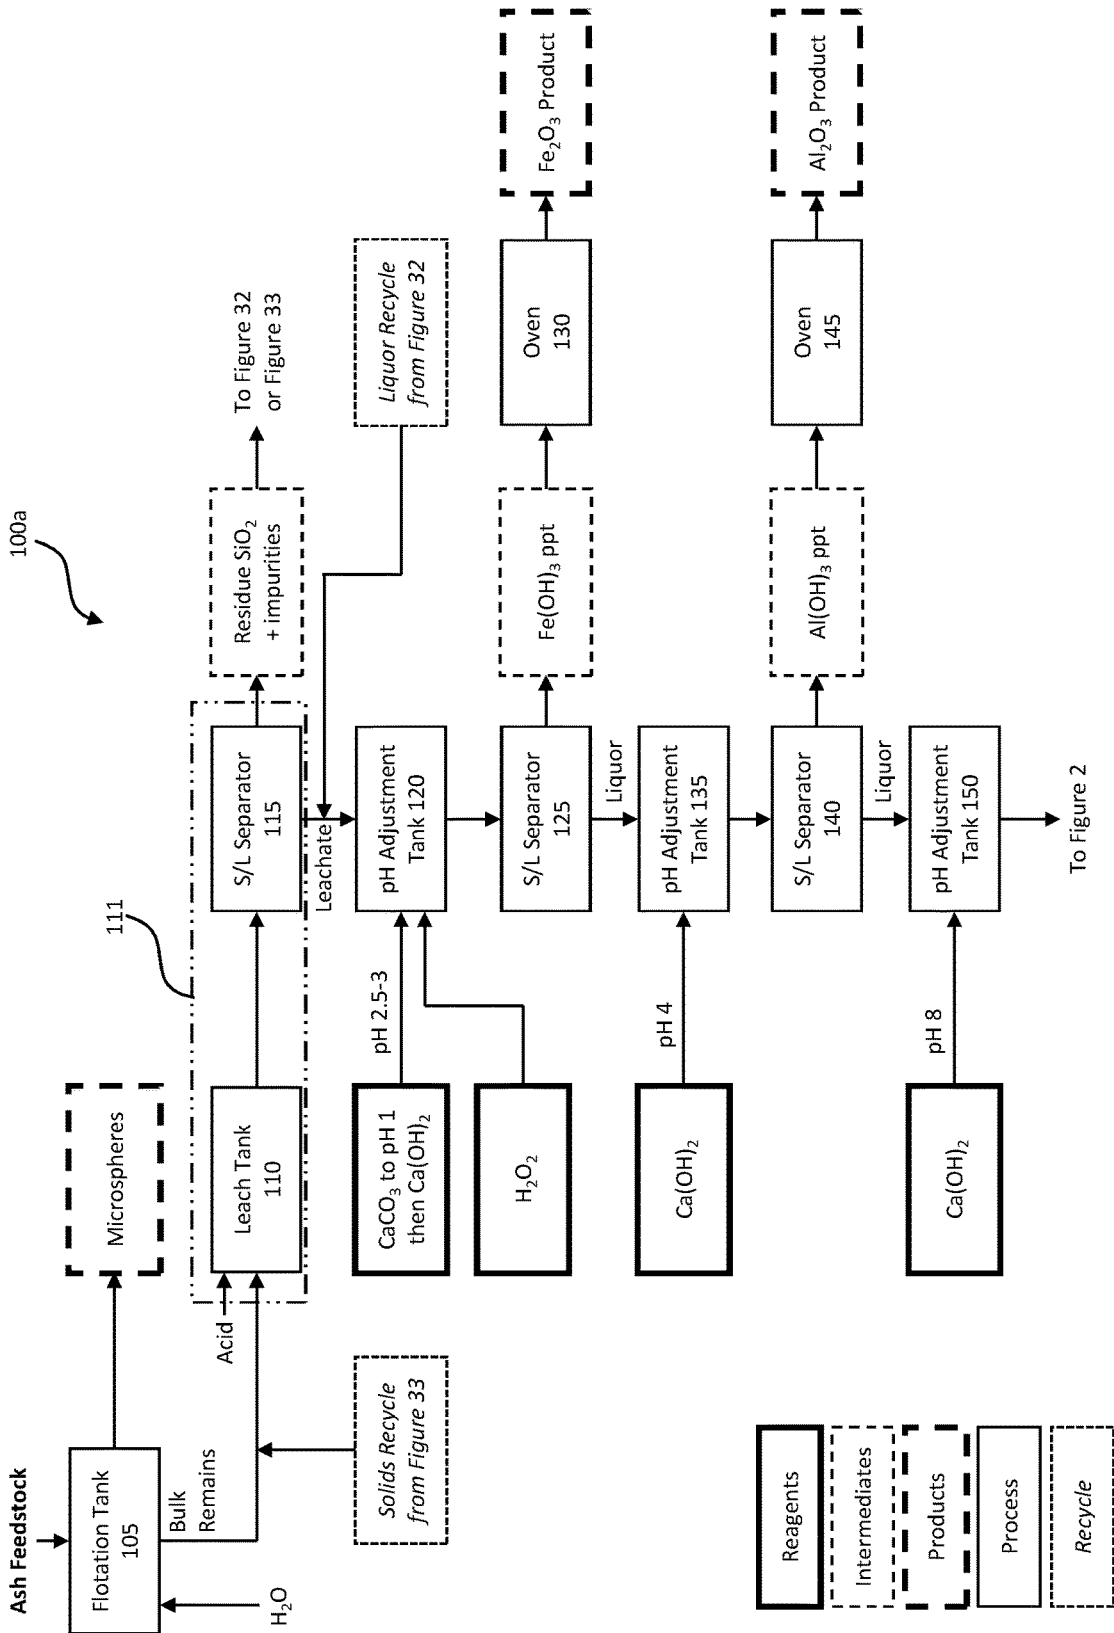 100a
Ash Feedstock
Flotation Tank
105
H₂O
Bulk
Remains
Microspheres
Solids Recycle
from Figure 33
Acid
111
Leach Tank
110
S/L Separator
115
Residue SiO₂
+ impurities
To Figure 32
or Figure 33
Leachate
Liquor Recycle
from Figure 32
CaCO₃ to pH 1
then Ca(OH)₂
pH 2.5-3
pH Adjustment
Tank 120
H₂O₂
S/L Separator
125
Fe(OH)₃ ppt
Oven
130
Fe₂O₃ Product
Liquor
Ca(OH)₂
pH 4
pH Adjustment
Tank 135
S/L Separator
140
Al(OH)₃ ppt
Oven
145
Al₂O₃ Product
Liquor
Ca(OH)₂
pH 8
pH Adjustment
Tank 150
To Figure 2
Reagents
Intermediates
Products
Process
Recycle